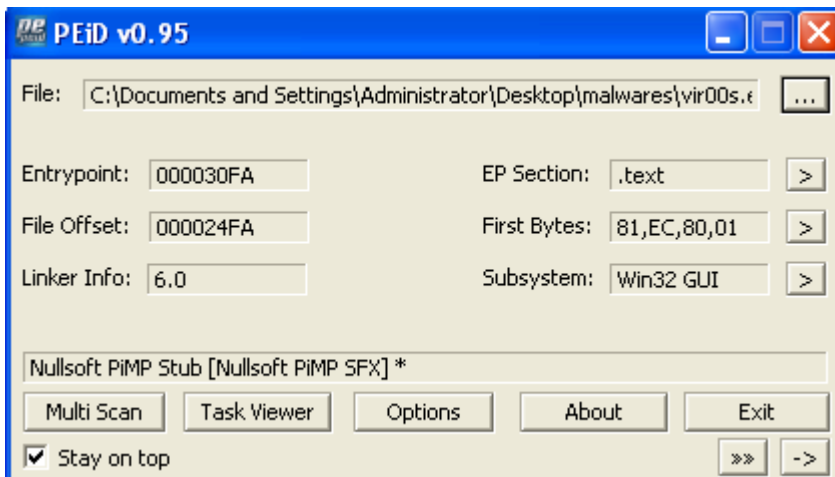 PEiD v0.95
File: C:\Documents and Settings\Administrator\Desktop\malwares\vir00s.e ...
Entrypoint: 000030FA EP Section: .text >
File Offset: 000024FA First Bytes: 81,EC,80,01 >
Linker Info: 6.0 Subsystem: Win32 GUI >
Nullsoft PiMP Stub [Nullsoft PiMP SFX] *
Multi Scan Task Viewer Options About Exit
Stay on top »» ->